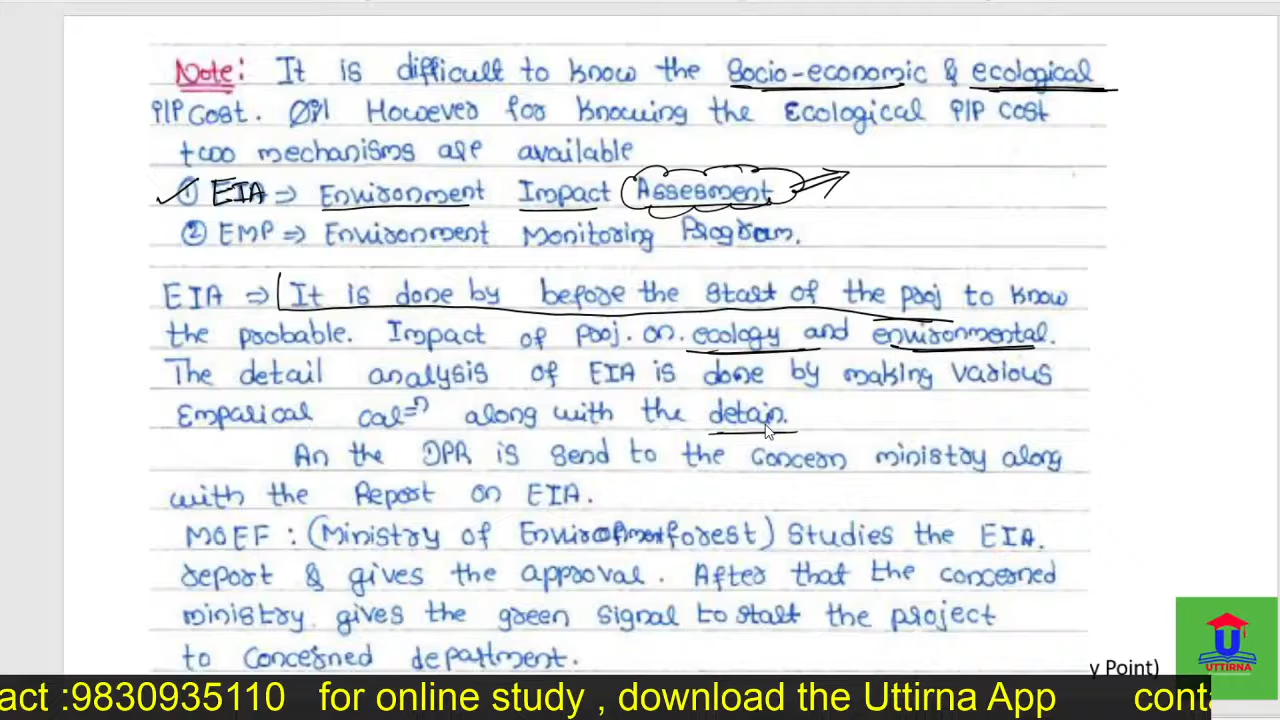 Note: It is difficult to know the Socio-economic & ecological
PIP cost. However for knowing the Ecological PIP cost
two mechanisms are available
① EIA => Environment Impact Assesment
② EMP => Environment Monitoring Program.
EIA => It is done by before the start of the proj to know
the probable. Impact of proj. on. ecology and environmental.
The detail analysis of EIA is done by making various
Emparical calⁿ along with the detain.
An the DPR is send to the concern ministry along
with the Report on EIA.
MOEF : (Ministry of Environment forest) Studies the EIA.
report & gives the approval. After that the concerned
ministry. gives the green signal to start the project
to concerned department.
y Point)
UTTIRNA
act :9830935110 for online study , download the Uttirna App conta